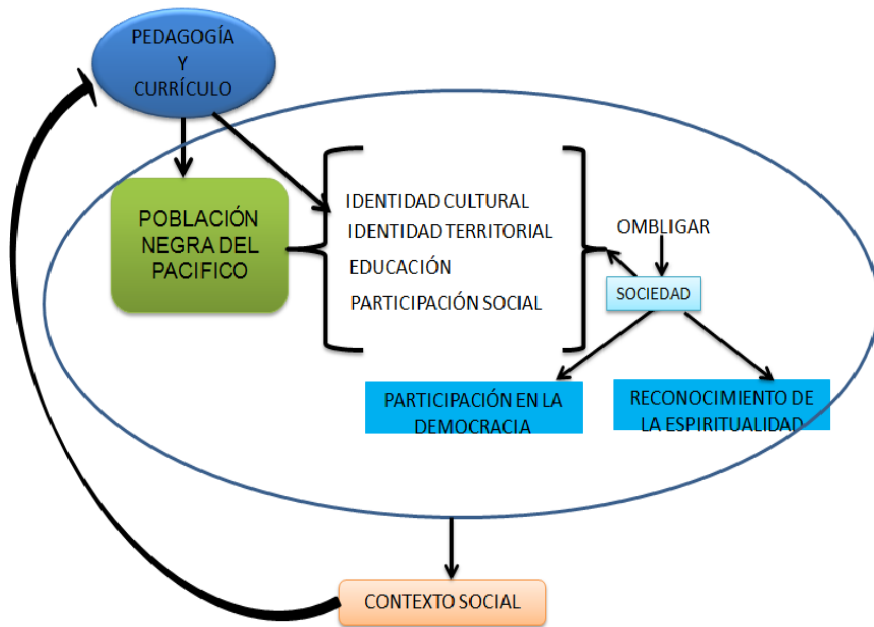 PEDAGOGÍA
Y
CURRÍCULO
POBLACIÓN
NEGRA DEL
PACIFICO
IDENTIDAD CULTURAL
IDENTIDAD TERRITORIAL
EDUCACIÓN
PARTICIPACIÓN SOCIAL
OMBLIGAR
SOCIEDAD
PARTICIPACIÓN EN LA
DEMOCRACIA
RECONOCIMIENTO DE
LA ESPIRITUALIDAD
CONTEXTO SOCIAL